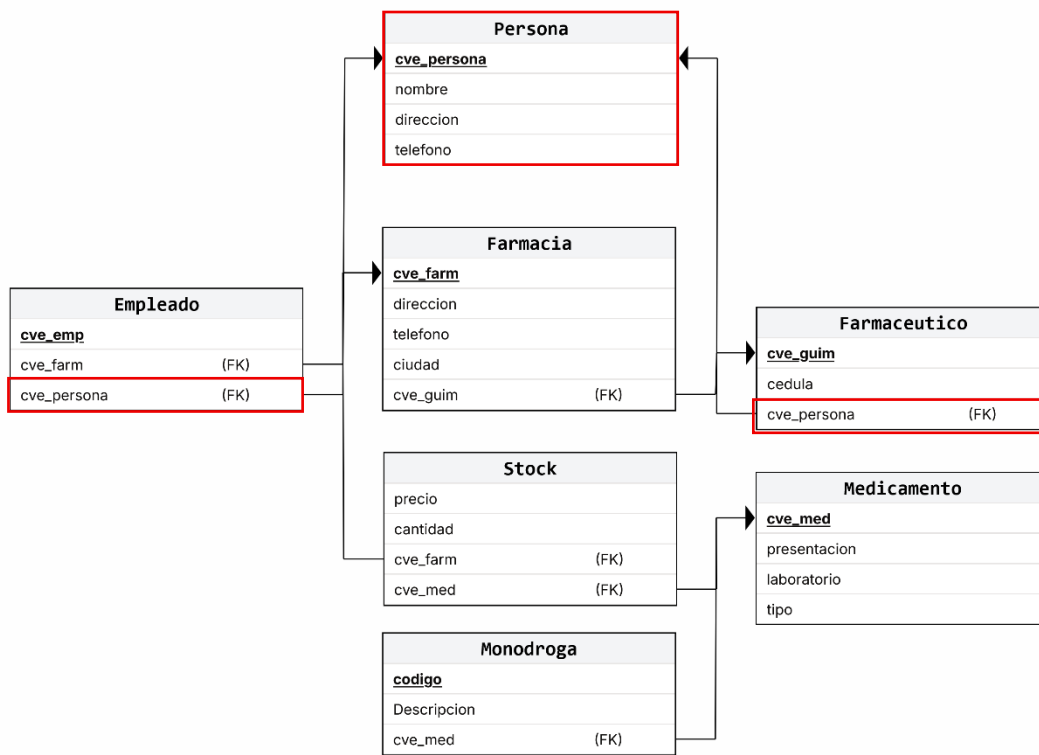 Persona
cve_persona
nombre
direccion
telefono
Farmacia
cve_farm
direccion
telefono
ciudad
cve_guim (FK)
Empleado
cve_emp
cve_farm (FK)
cve_persona (FK)
Farmaceutico
cve_guim
cedula
cve_persona (FK)
Stock
precio
cantidad
cve_farm (FK)
cve_med (FK)
Medicamento
cve_med
presentacion
laboratorio
tipo
Monodroga
codigo
Descripcion
cve_med (FK)